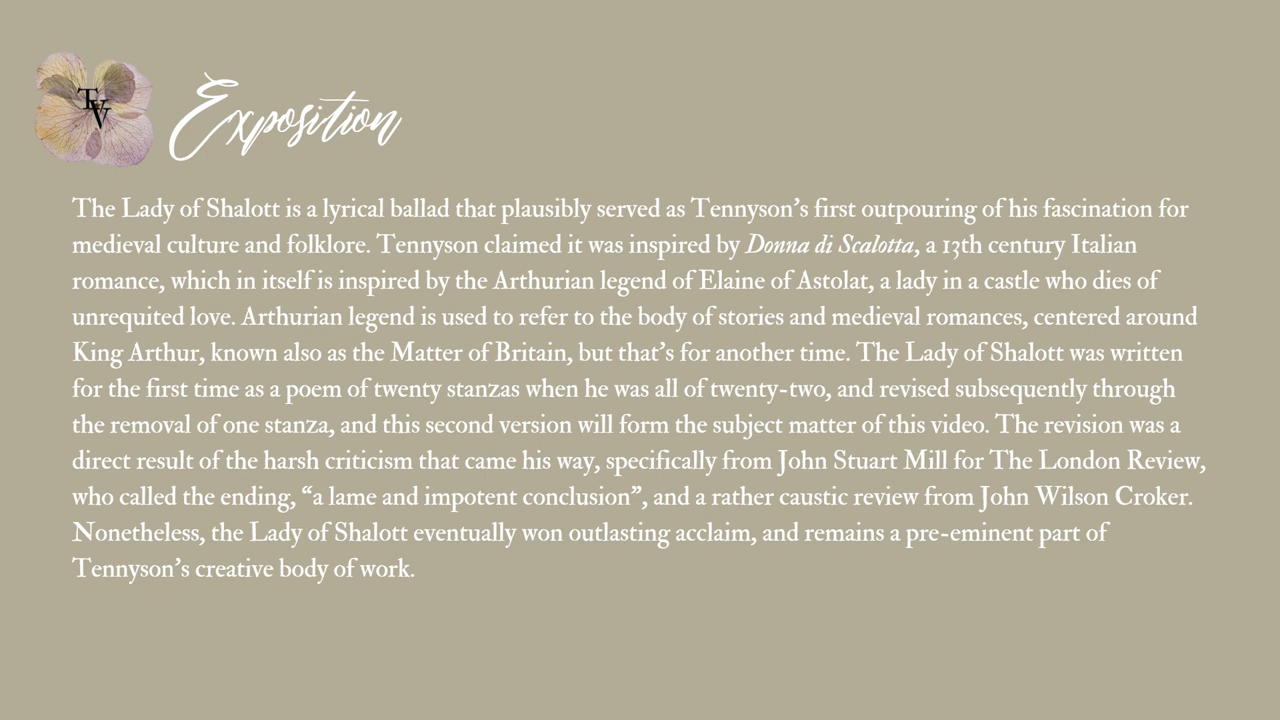 TV
Exposition
The Lady of Shalott is a lyrical ballad that plausibly served as Tennyson’s first outpouring of his fascination for
medieval culture and folklore. Tennyson claimed it was inspired by Donna di Scalotta, a 13th century Italian
romance, which in itself is inspired by the Arthurian legend of Elaine of Astolat, a lady in a castle who dies of
unrequited love. Arthurian legend is used to refer to the body of stories and medieval romances, centered around
King Arthur, known also as the Matter of Britain, but that’s for another time. The Lady of Shalott was written
for the first time as a poem of twenty stanzas when he was all of twenty-two, and revised subsequently through
the removal of one stanza, and this second version will form the subject matter of this video. The revision was a
direct result of the harsh criticism that came his way, specifically from John Stuart Mill for The London Review,
who called the ending, “a lame and impotent conclusion”, and a rather caustic review from John Wilson Croker.
Nonetheless, the Lady of Shalott eventually won outlasting acclaim, and remains a pre-eminent part of
Tennyson’s creative body of work.